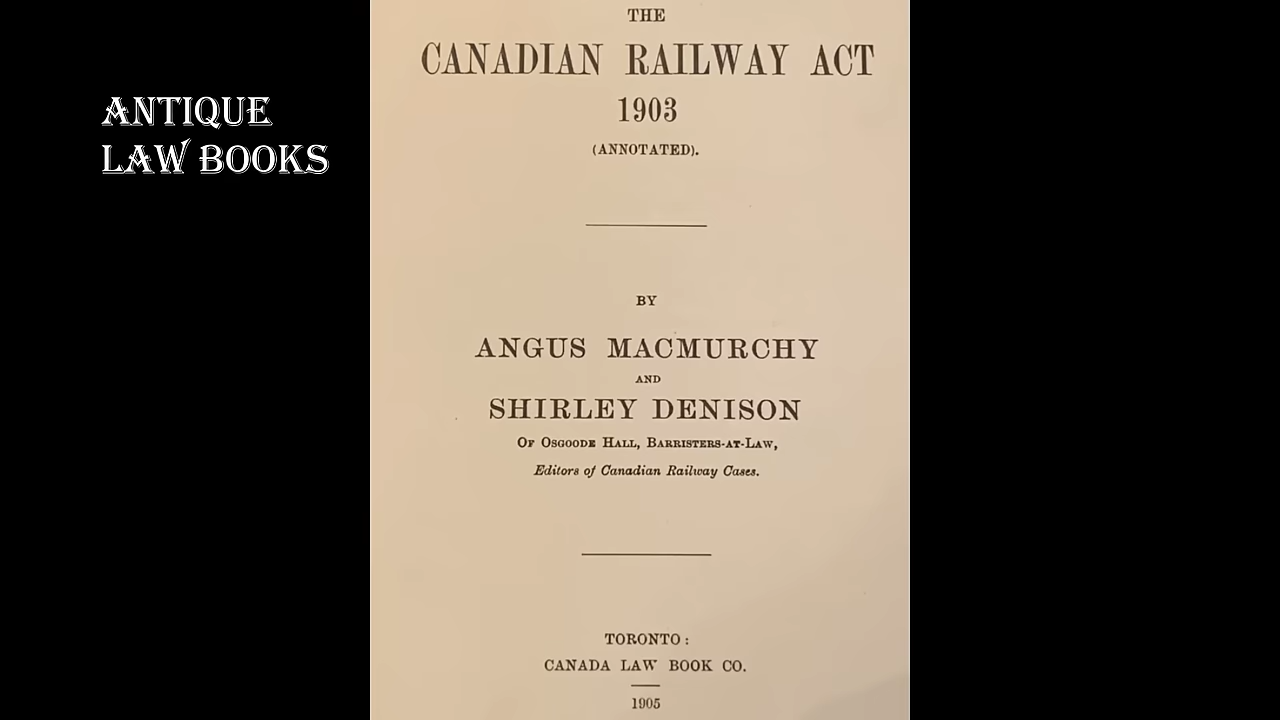 ANTIQUE
LAW BOOKS
THE
CANADIAN RAILWAY ACT
1903
(ANNOTATED).
BY
ANGUS MACMURCHY
AND
SHIRLEY DENISON
OF OSGOODE HALL, BARRISTERS-AT-LAW,
Editors of Canadian Railway Cases.
TORONTO:
CANADA LAW BOOK CO.
1905